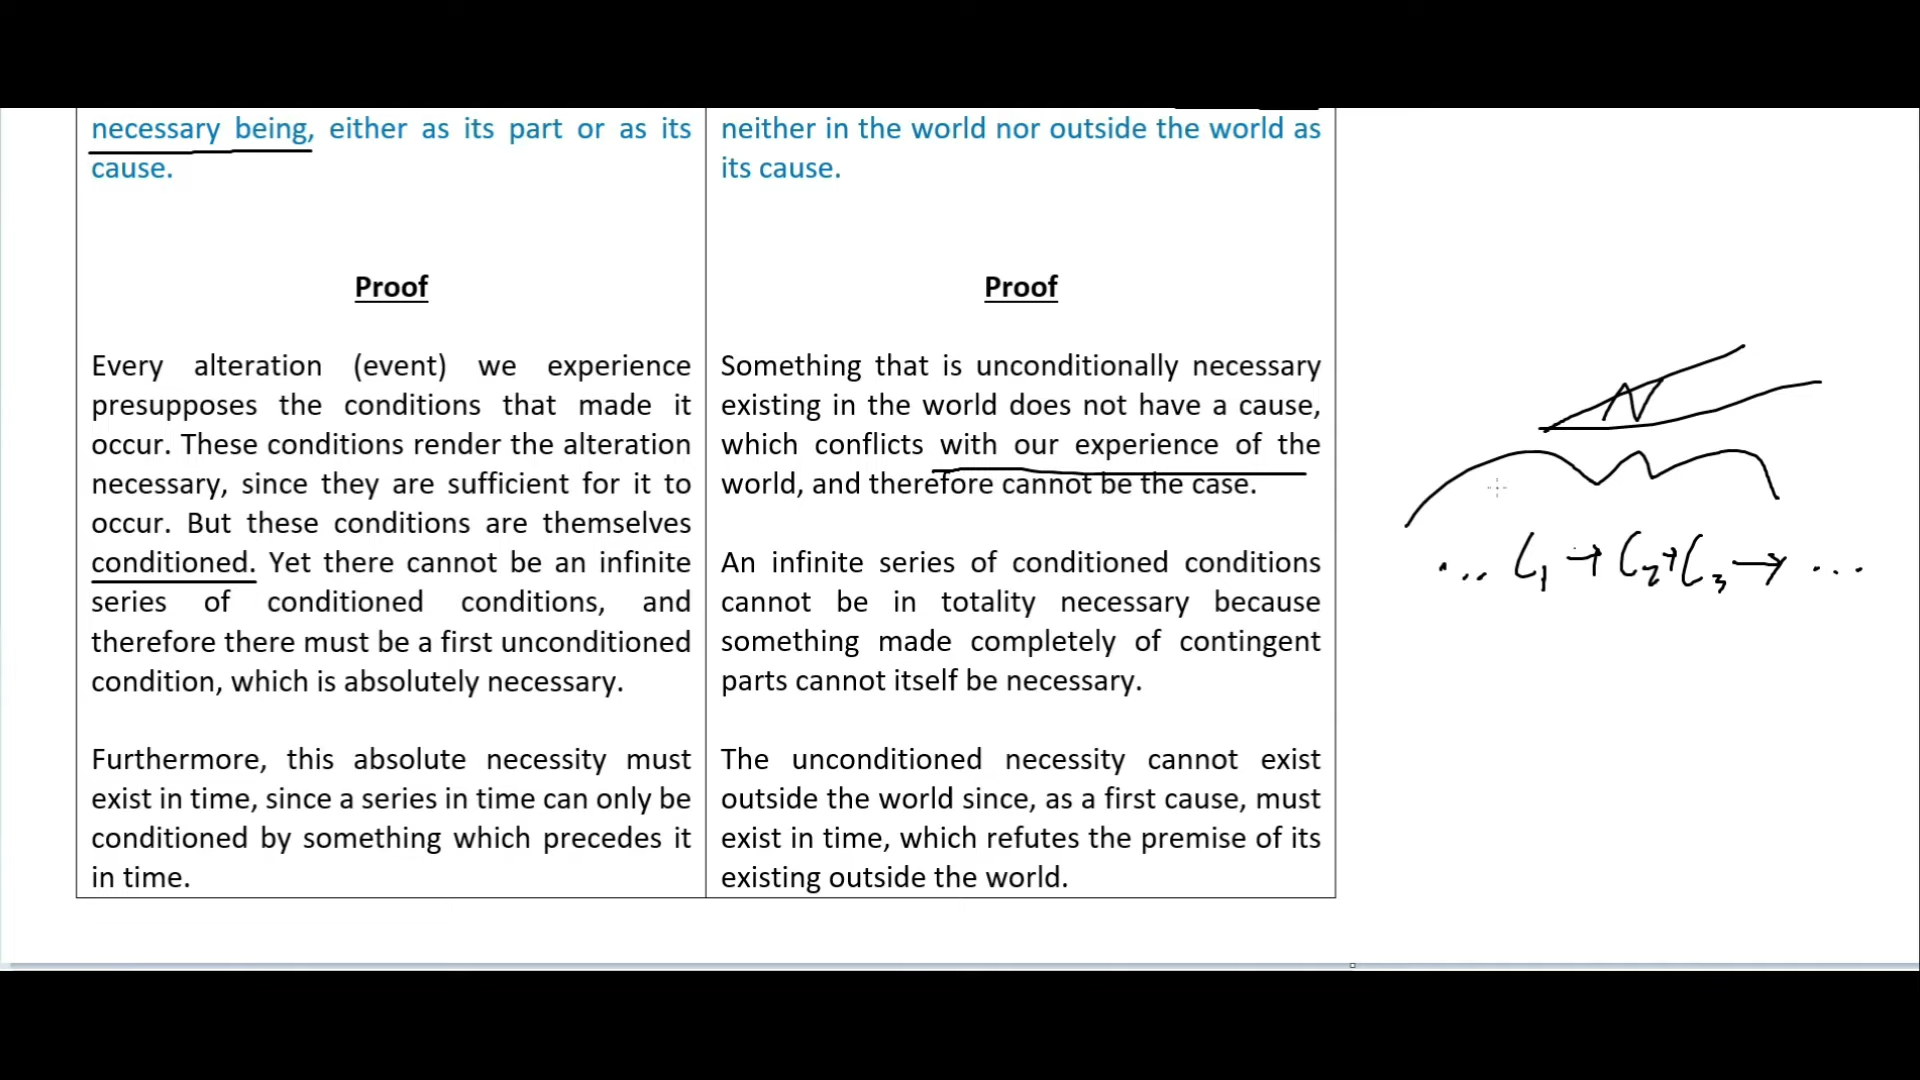 necessary being, either as its part or as its
cause.
Proof
Every alteration (event) we experience
presupposes the conditions that made it
occur. These conditions render the alteration
necessary, since they are sufficient for it to
occur. But these conditions are themselves
conditioned. Yet there cannot be an infinite
series of conditioned conditions, and
therefore there must be a first unconditioned
condition, which is absolutely necessary.
Furthermore, this absolute necessity must
exist in time, since a series in time can only be
conditioned by something which precedes it
in time.
neither in the world nor outside the world as
its cause.
Proof
Something that is unconditionally necessary
existing in the world does not have a cause,
which conflicts with our experience of the
world, and therefore cannot be the case.
An infinite series of conditioned conditions
cannot be in totality necessary because
something made completely of contingent
parts cannot itself be necessary.
The unconditioned necessity cannot exist
outside the world since, as a first cause, must
exist in time, which refutes the premise of its
existing outside the world.
N
... C1 → C2 → C3 → ...